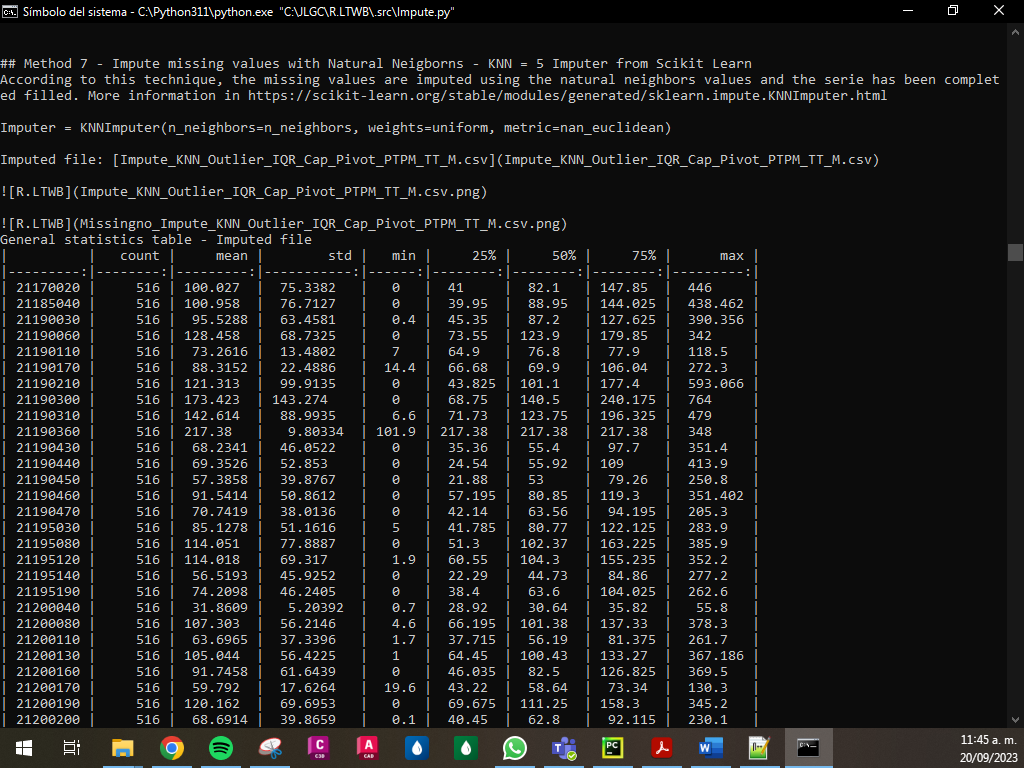 Símbolo del sistema - C:\Python311\python.exe "C:\JLGC\R.LTWB\.src\Impute.py"
## Method 7 - Impute missing values with Natural Neigborns - KNN = 5 Imputer from Scikit Learn
According to this technique, the missing values are imputed using the natural neighbors values and the serie has been complet
ed filled. More information in https://scikit-learn.org/stable/modules/generated/sklearn.impute.KNNImputer.html
Imputer = KNNImputer(n_neighbors=n_neighbors, weights=uniform, metric=nan_euclidean)
Imputed file: [Impute_KNN_Outlier_IQR_Cap_Pivot_PTPM_TT_M.csv](Impute_KNN_Outlier_IQR_Cap_Pivot_PTPM_TT_M.csv)
![R.LTWB](Impute_KNN_Outlier_IQR_Cap_Pivot_PTPM_TT_M.csv.png)
![R.LTWB](Missingno_Impute_KNN_Outlier_IQR_Cap_Pivot_PTPM_TT_M.csv.png)
General statistics table - Imputed file
|          |   count |     mean |       std |   min |     25% |    50% |    75% |      max |
|---------:|--------:|---------:|----------:|------:|--------:|-------:|-------:|---------:|
| 21170020 | 516 | 100.027 | 75.3382 | 0 | 41 | 82.1 | 147.85 | 446 |
| 21185040 | 516 | 100.958 | 76.7127 | 0 | 39.95 | 88.95 | 144.025 | 438.462 |
| 21190030 | 516 | 95.5288 | 63.4581 | 0.4 | 45.35 | 87.2 | 127.625 | 390.356 |
| 21190060 | 516 | 128.458 | 68.7325 | 0 | 73.55 | 123.9 | 179.85 | 342 |
| 21190110 | 516 | 73.2616 | 13.4802 | 7 | 64.9 | 76.8 | 77.9 | 118.5 |
| 21190170 | 516 | 88.3152 | 22.4886 | 14.4 | 66.68 | 69.9 | 106.04 | 272.3 |
| 21190210 | 516 | 121.313 | 99.9135 | 0 | 43.825 | 101.1 | 177.4 | 593.066 |
| 21190300 | 516 | 173.423 | 143.274 | 0 | 68.75 | 140.5 | 240.175 | 764 |
| 21190310 | 516 | 142.614 | 88.9935 | 6.6 | 71.73 | 123.75 | 196.325 | 479 |
| 21190360 | 516 | 217.38 | 9.80334 | 101.9 | 217.38 | 217.38 | 217.38 | 348 |
| 21190430 | 516 | 68.2341 | 46.0522 | 0 | 35.36 | 55.4 | 97.7 | 351.4 |
| 21190440 | 516 | 69.3526 | 52.853 | 0 | 24.54 | 55.92 | 109 | 413.9 |
| 21190450 | 516 | 57.3858 | 39.8767 | 0 | 21.88 | 53 | 79.26 | 250.8 |
| 21190460 | 516 | 91.5414 | 50.8612 | 0 | 57.195 | 80.85 | 119.3 | 351.402 |
| 21190470 | 516 | 70.7419 | 38.0136 | 0 | 42.14 | 63.56 | 94.195 | 205.3 |
| 21195030 | 516 | 85.1278 | 51.1616 | 5 | 41.785 | 80.77 | 122.125 | 283.9 |
| 21195080 | 516 | 114.051 | 77.8887 | 0 | 51.3 | 102.37 | 163.225 | 385.9 |
| 21195120 | 516 | 114.018 | 69.317 | 1.9 | 60.55 | 104.3 | 155.235 | 352.2 |
| 21195140 | 516 | 56.5193 | 45.9252 | 0 | 22.29 | 44.73 | 84.86 | 277.2 |
| 21195190 | 516 | 74.2098 | 46.2405 | 0 | 38.4 | 63.6 | 104.025 | 262.6 |
| 21200040 | 516 | 31.8609 | 5.20392 | 0.7 | 28.92 | 30.64 | 35.82 | 55.8 |
| 21200080 | 516 | 107.303 | 56.2146 | 4.6 | 66.195 | 101.38 | 137.33 | 378.3 |
| 21200110 | 516 | 63.6965 | 37.3396 | 1.7 | 37.715 | 56.19 | 81.375 | 261.7 |
| 21200130 | 516 | 105.044 | 56.4225 | 1 | 64.45 | 100.43 | 133.27 | 367.186 |
| 21200160 | 516 | 91.7458 | 61.6439 | 0 | 46.035 | 82.5 | 126.825 | 369.5 |
| 21200170 | 516 | 59.792 | 17.6264 | 19.6 | 43.22 | 58.64 | 73.34 | 130.3 |
| 21200190 | 516 | 120.162 | 69.6953 | 0 | 69.675 | 111.25 | 158.3 | 345.2 |
| 21200200 | 516 | 68.6914 | 39.8659 | 0.1 | 40.45 | 62.8 | 92.115 | 230.1 |
11:45 a. m.
20/09/2023